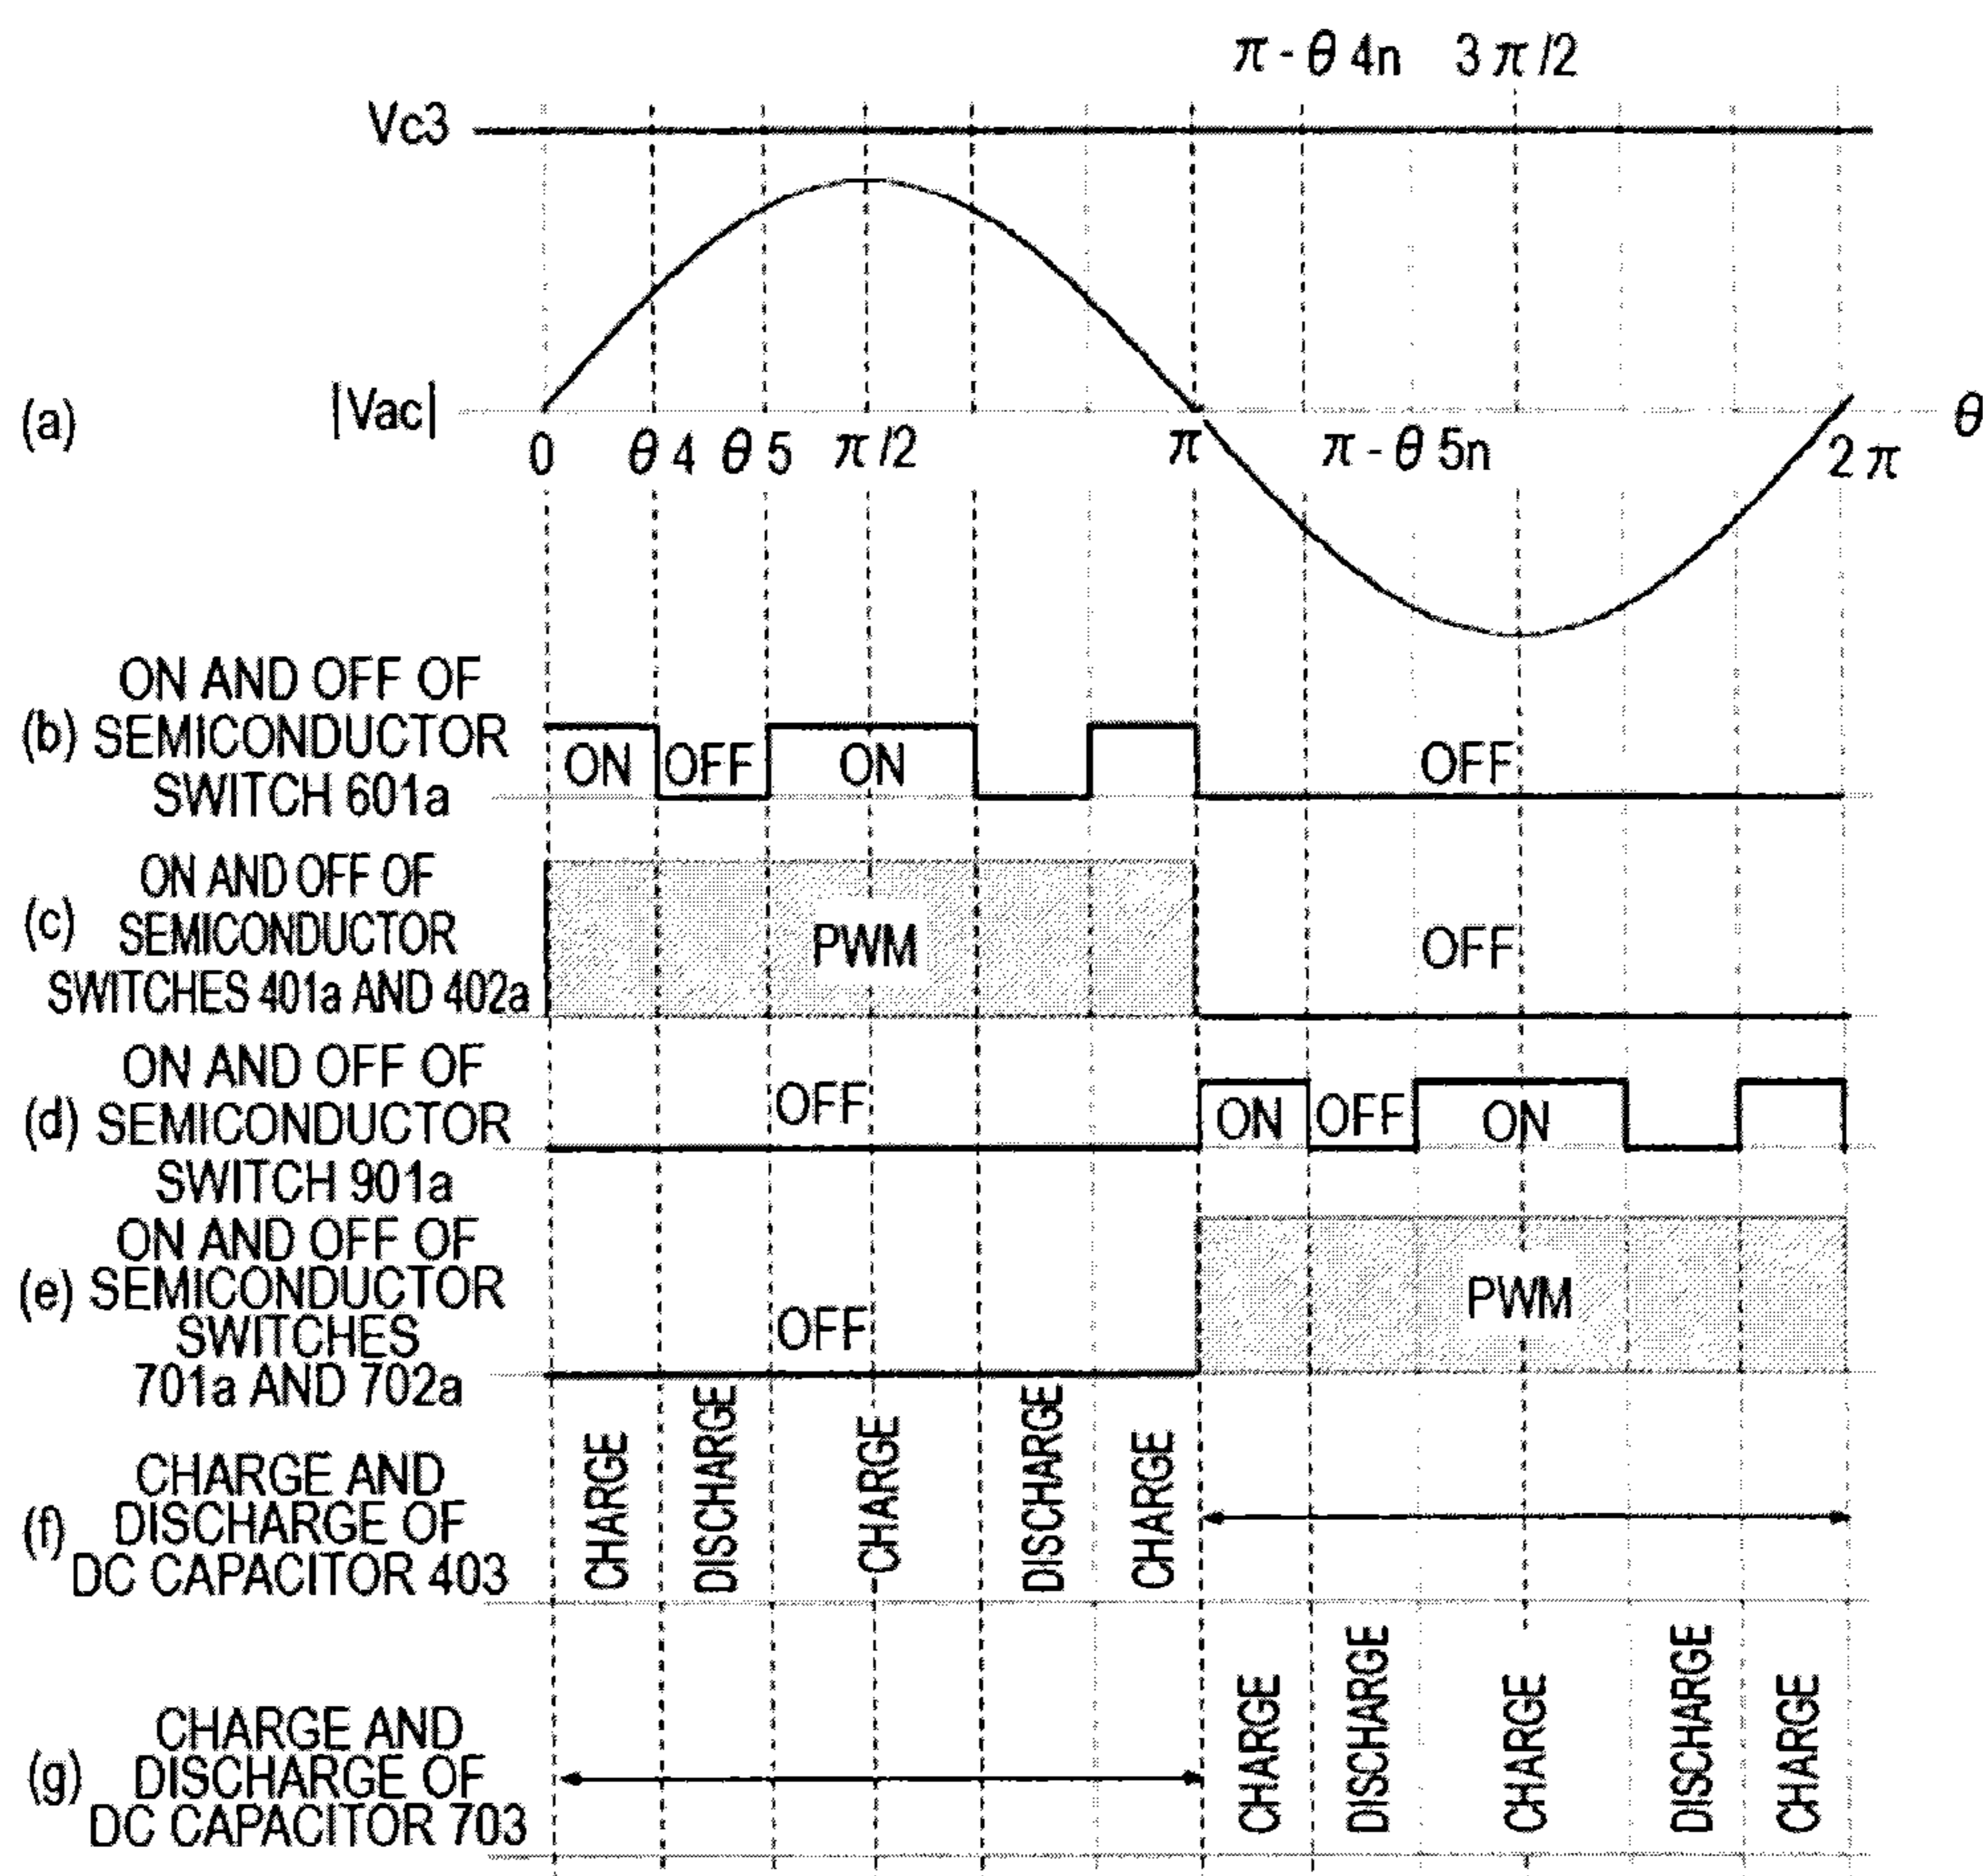 π - θ 4n 3 π /2
Vc3
(a) |Vac| θ
0 θ 4 θ 5 π /2 π π - θ 5n 2 π
(b) ON AND OFF OF
SEMICONDUCTOR
SWITCH 601a
ON OFF ON OFF
(c) ON AND OFF OF
SEMICONDUCTOR
SWITCHES 401a AND 402a
PWM OFF
(d) ON AND OFF OF
SEMICONDUCTOR
SWITCH 901a
OFF ON OFF ON
(e) ON AND OFF OF
SEMICONDUCTOR
SWITCHES
701a AND 702a
OFF PWM
(f) CHARGE AND
DISCHARGE OF
DC CAPACITOR 403
CHARGE
DISCHARGE
CHARGE
DISCHARGE
CHARGE
(g) CHARGE AND
DISCHARGE OF
DC CAPACITOR 703
CHARGE
DISCHARGE
CHARGE
DISCHARGE
CHARGE